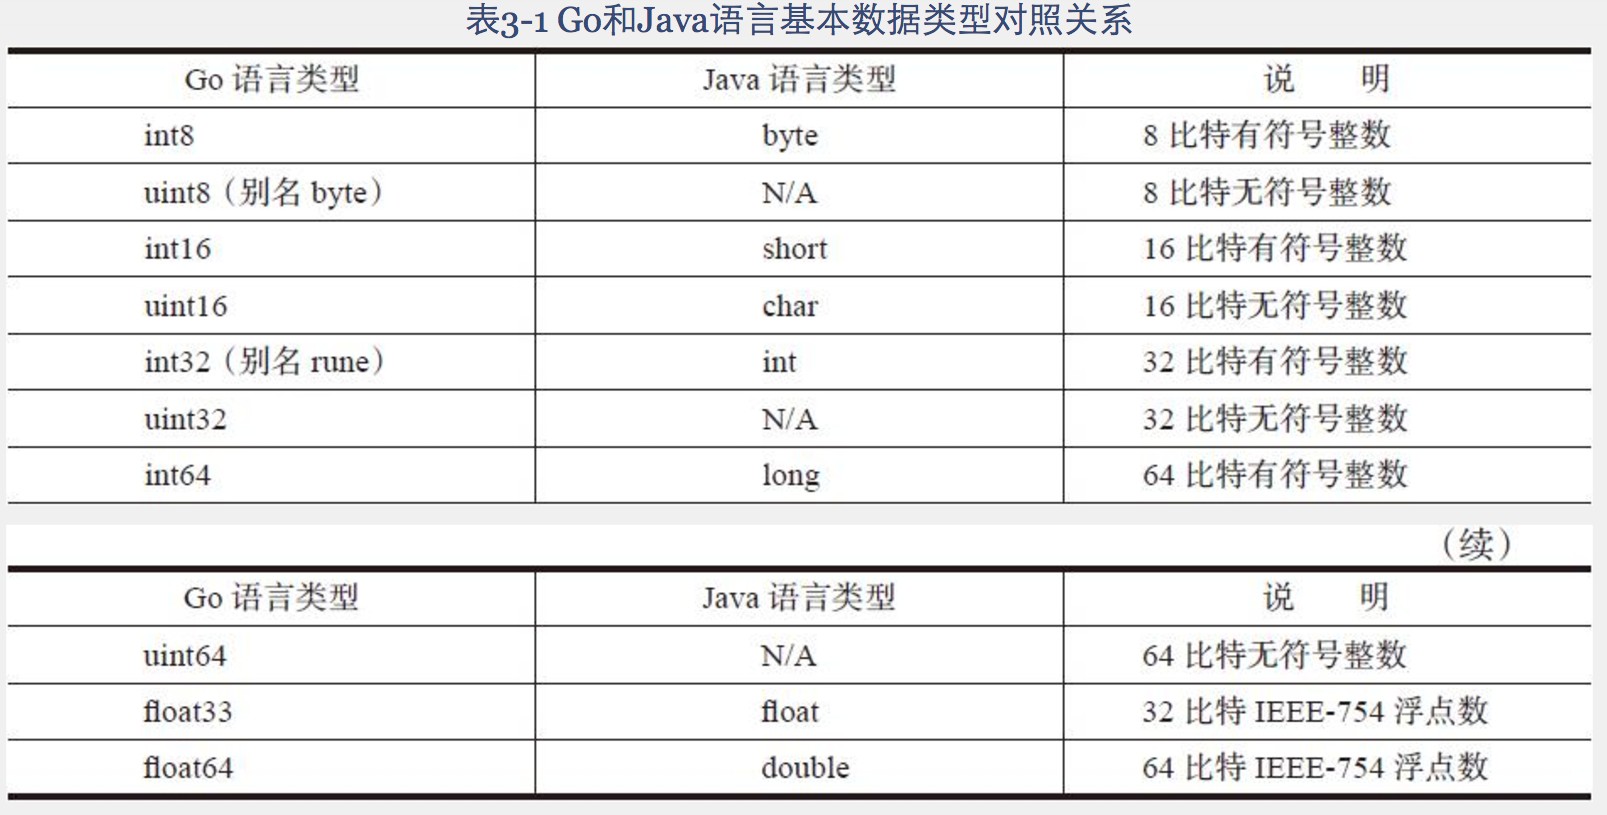 表3-1 Go和Java语言基本数据类型对照关系
Go 语言类型 Java 语言类型 说 明
int8 byte 8 比特有符号整数
uint8（别名 byte） N/A 8 比特无符号整数
int16 short 16 比特有符号整数
uint16 char 16 比特无符号整数
int32（别名 rune） int 32 比特有符号整数
uint32 N/A 32 比特无符号整数
int64 long 64 比特有符号整数
（续）
Go 语言类型 Java 语言类型 说 明
uint64 N/A 64 比特无符号整数
float33 float 32 比特 IEEE-754 浮点数
float64 double 64 比特 IEEE-754 浮点数